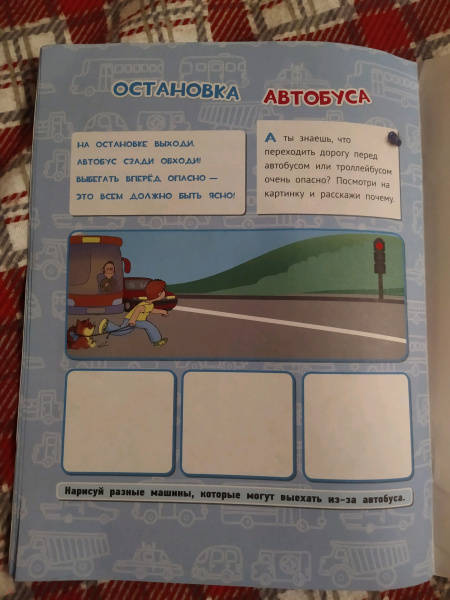 ОСТАНОВКА АВТОБУСА
НА ОСТАНОВКЕ ВЫХОДИ.
АВТОБУС СЗАДИ ОБХОДИ!
ВЫБЕГАТЬ ВПЕРЁД ОПАСНО —
ЭТО ВСЕМ ДОЛЖНО БЫТЬ ЯСНО!
А ты знаешь, что
переходить дорогу перед
автобусом или троллейбусом
очень опасно? Посмотри на
картинку и расскажи почему.
Нарисуй разные машины, которые могут выехать из-за автобуса.